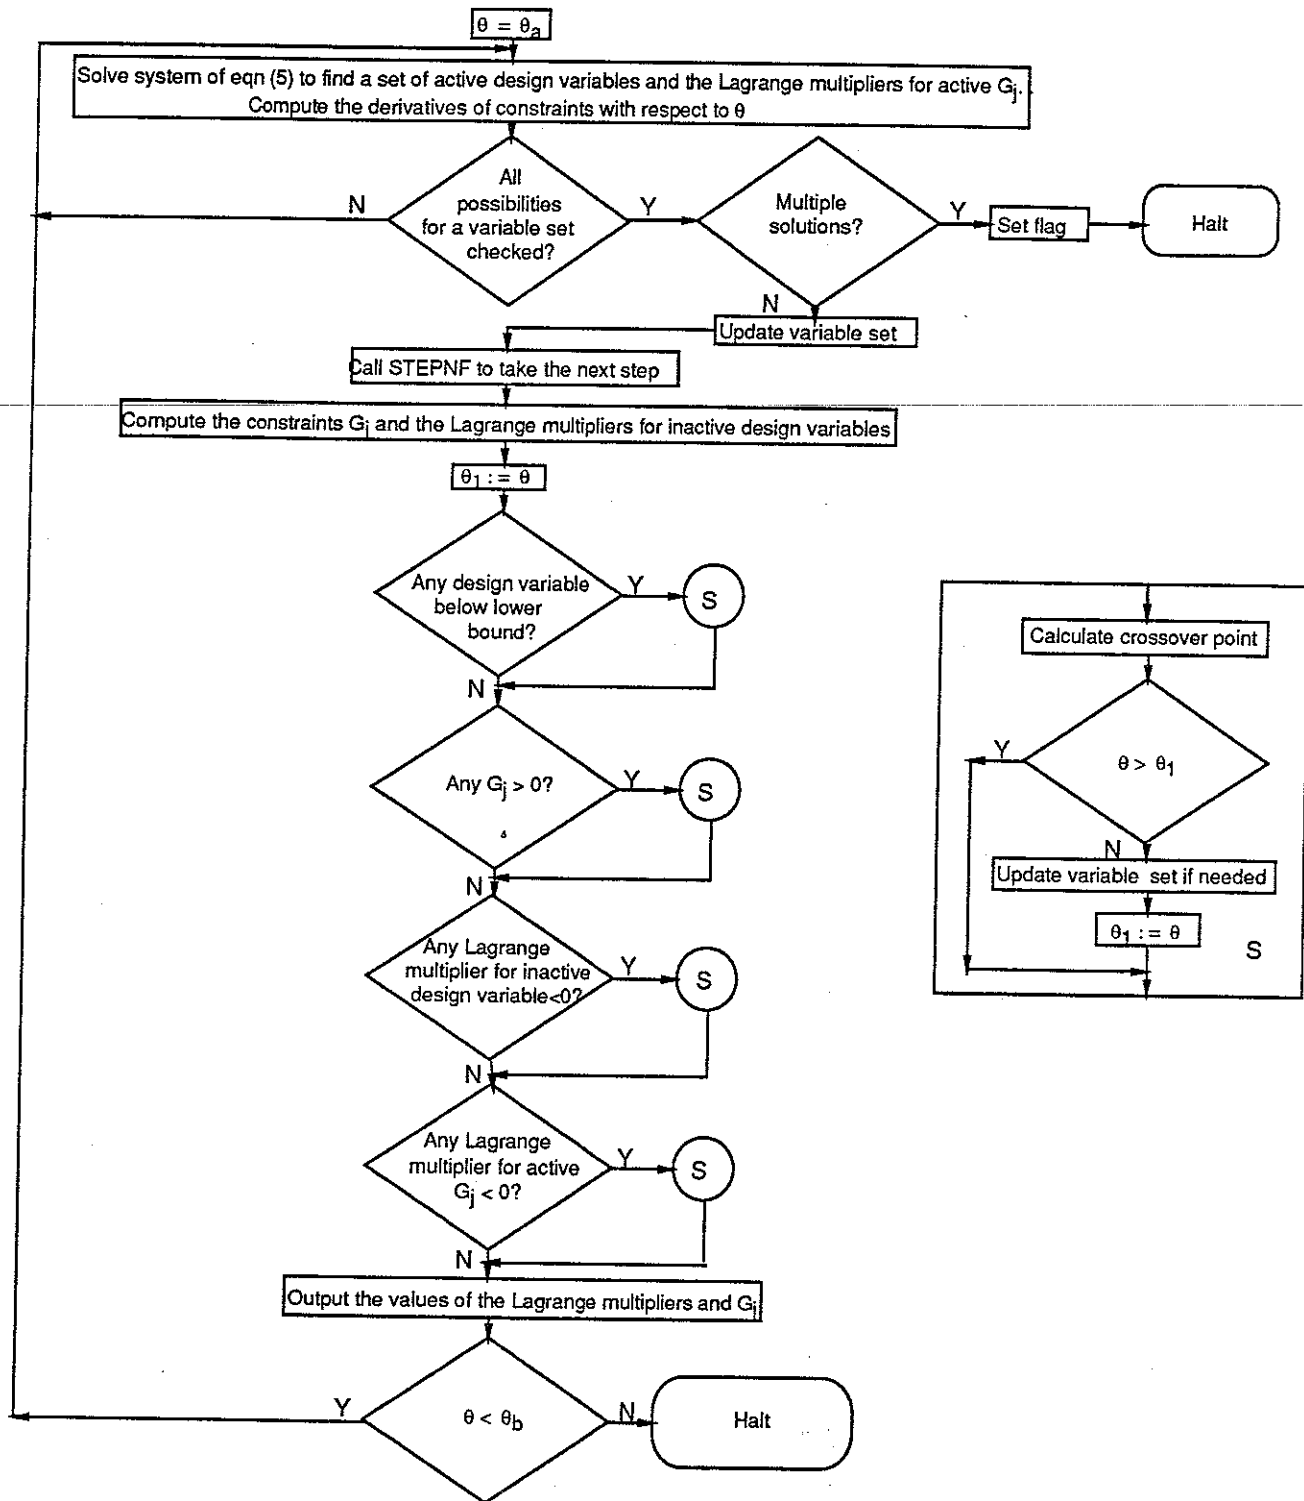 θ = θa
Solve system of eqn (5) to find a set of active design variables and the Lagrange multipliers for active Gj.
Compute the derivatives of constraints with respect to θ
All
possibilities
for a variable set
checked?
N
Y
Multiple
solutions?
Y
Set flag
Halt
N
Update variable set
Call STEPNF to take the next step
Compute the constraints Gj and the Lagrange multipliers for inactive design variables
θ1 := θ
Any design variable
below lower
bound?
Y
S
N
Any Gj > 0?
Y
S
N
Any Lagrange
multiplier for inactive
design variable<0?
Y
S
N
Any Lagrange
multiplier for active
Gj < 0?
Y
S
N
Output the values of the Lagrange multipliers and Gj
θ < θb
Y
N
Halt
Calculate crossover point
θ > θ1
Y
N
Update variable set if needed
θ1 := θ
S